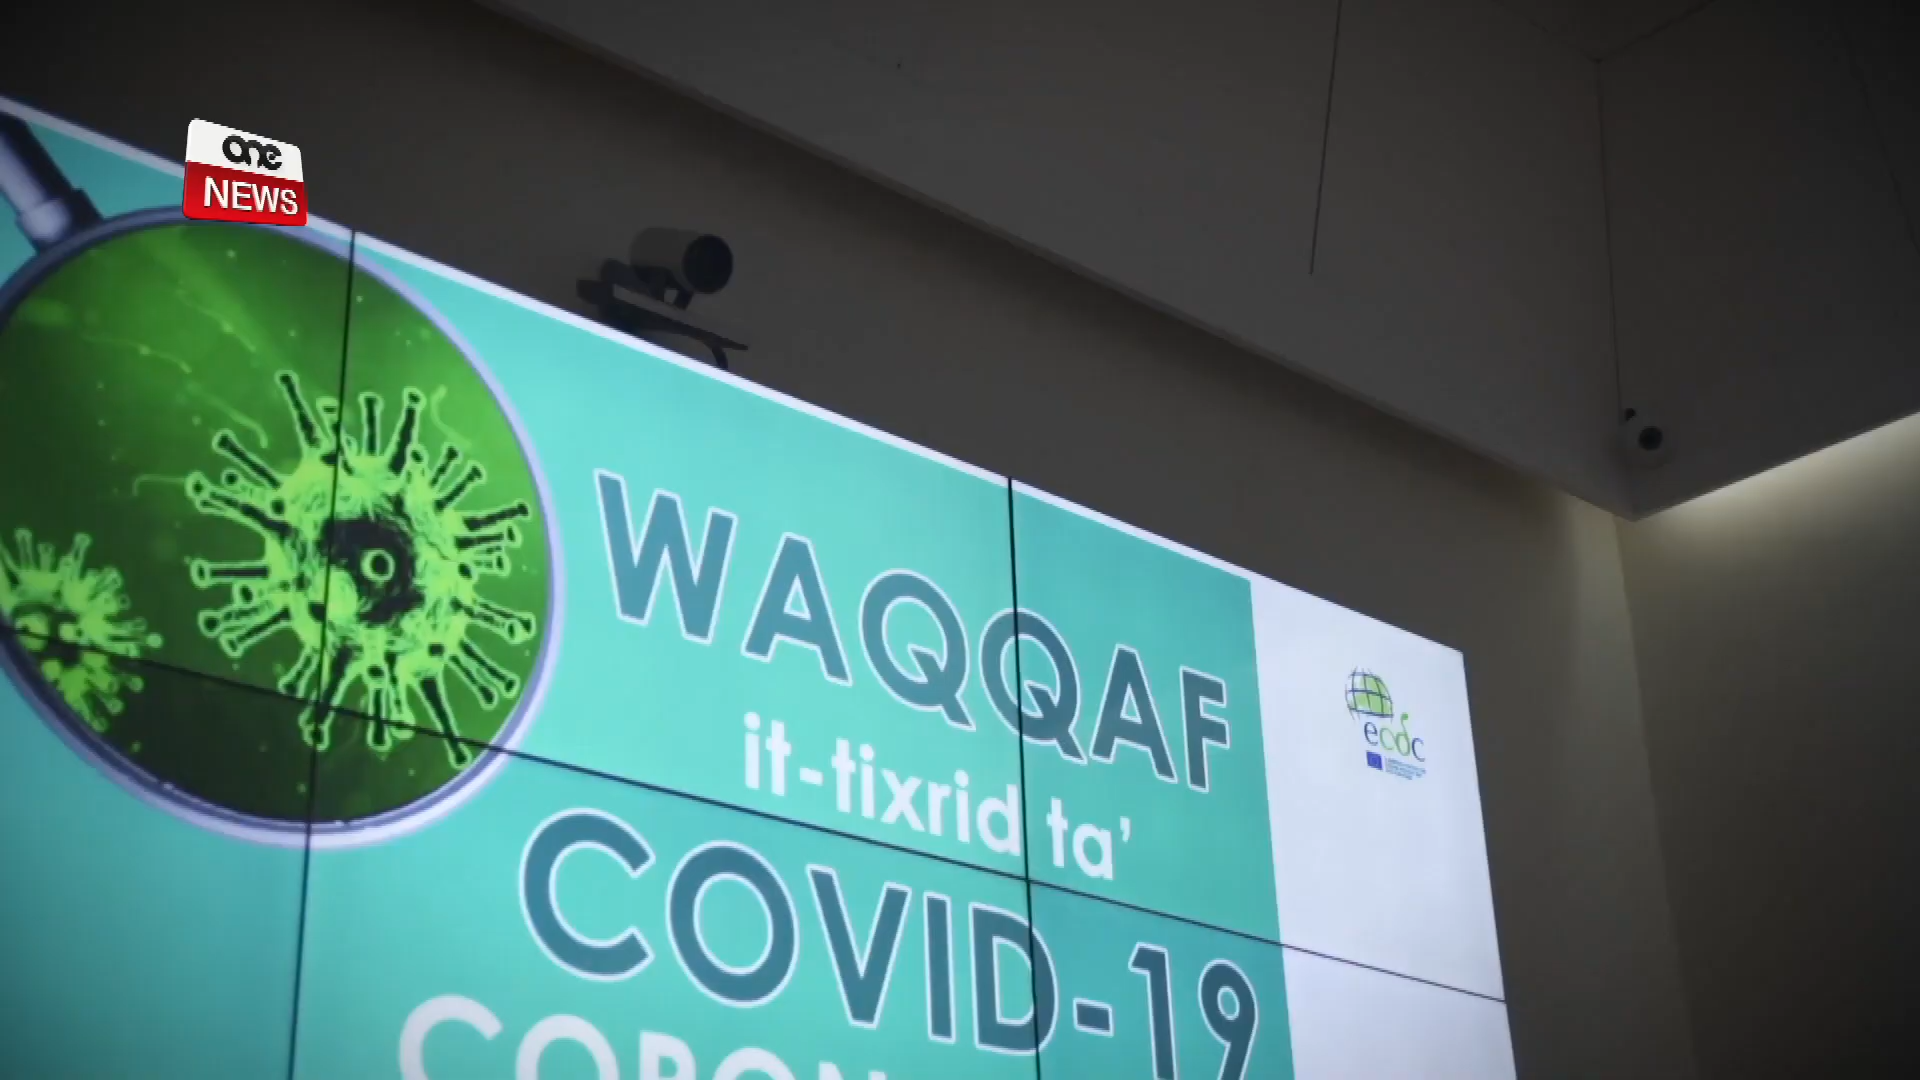 one
NEWS
WAQQAF
it-tixrid ta'
COVID-19
ecdc